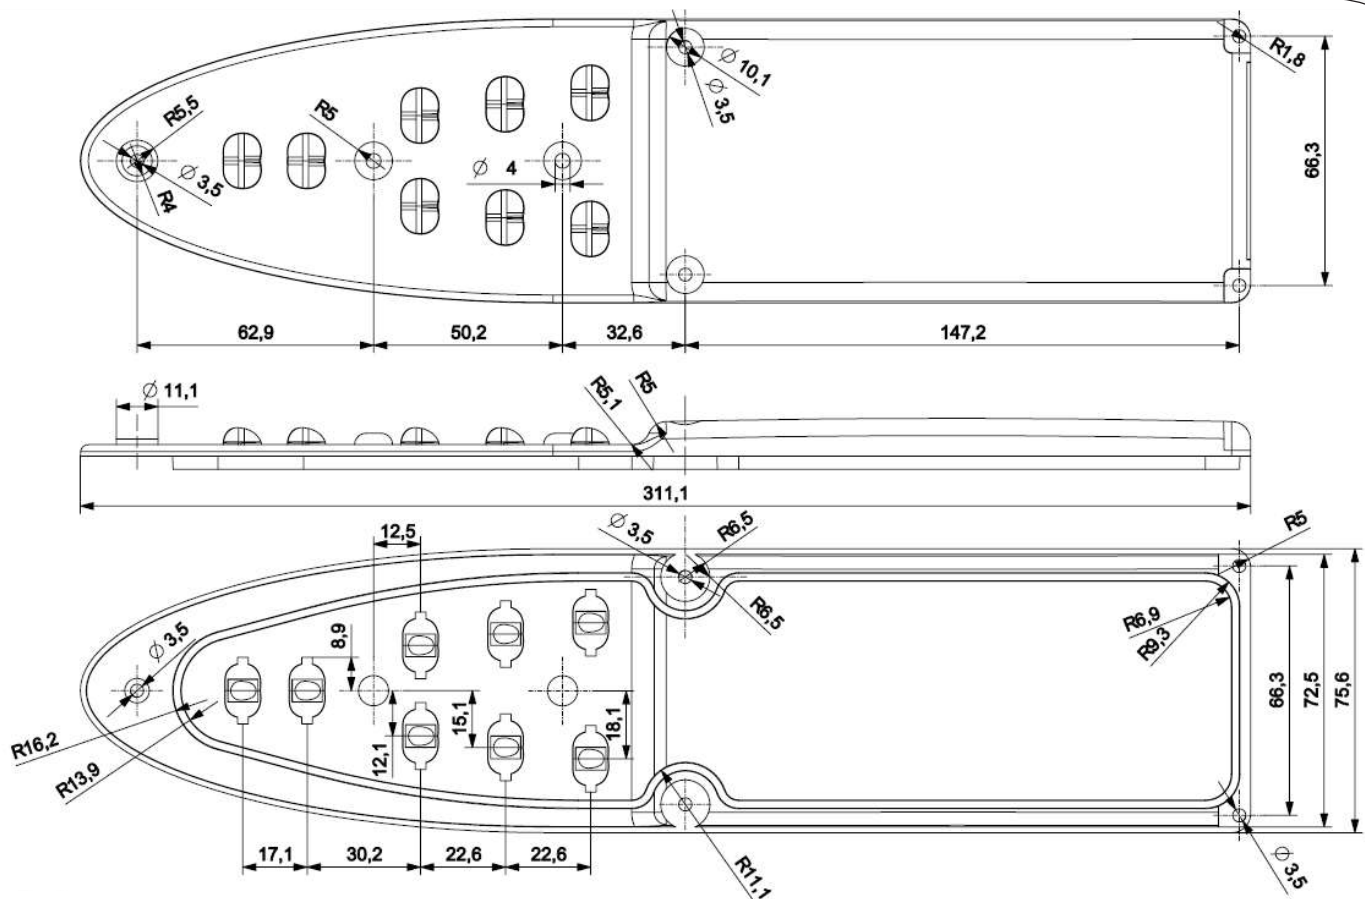 R1,8
⌀ 10,1
⌀ 3,5
R5,5
R5
⌀ 4
⌀ 3,5
R4
66,3
62,9
50,2
32,6
147,2
⌀ 11,1
R5,1
R5
311,1
12,5
⌀ 3,5
R6,5
R5
R6,5
R6,9
R9,3
⌀ 3,5
8,9
12,1
15,1
18,1
66,3
72,5
75,6
R16,2
R13,9
17,1
30,2
22,6
22,6
R11,1
⌀ 3,5